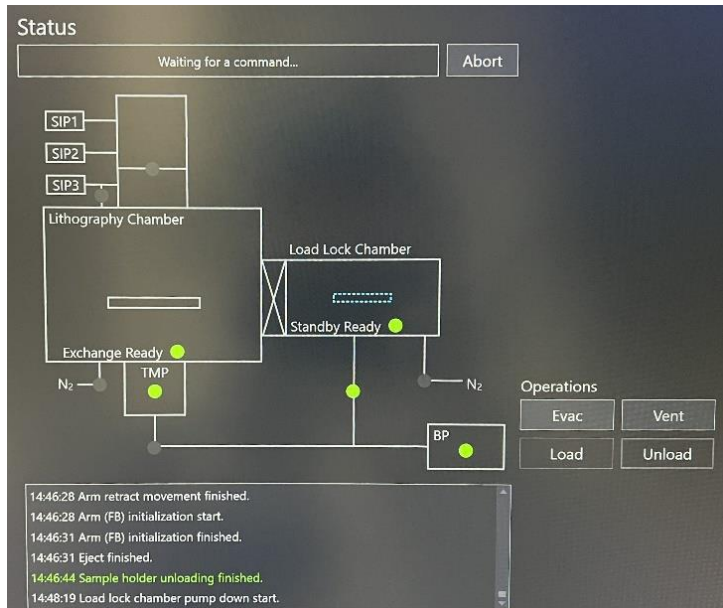 Status
Waiting for a command...
Abort
SIP1
SIP2
SIP3
Lithography Chamber
Load Lock Chamber
Standby Ready
Exchange Ready
N₂
TMP
N₂
BP
Operations
Evac
Vent
Load
Unload
14:46:28 Arm retract movement finished.
14:46:28 Arm (FB) initialization start.
14:46:31 Arm (FB) initialization finished.
14:46:31 Eject finished.
14:46:44 Sample holder unloading finished.
14:48:19 Load lock chamber pump down start.